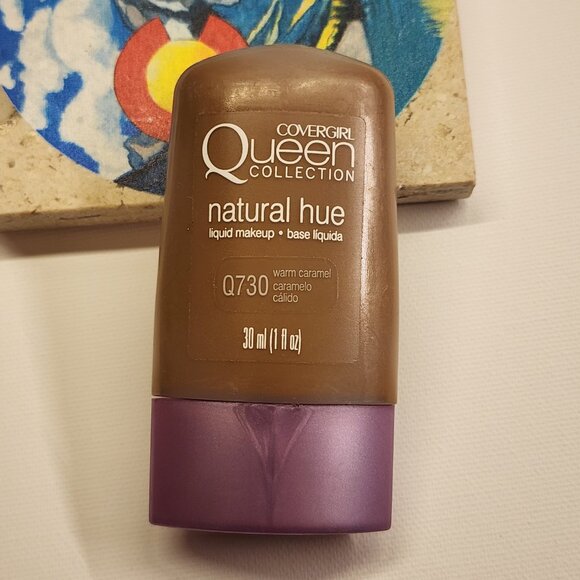 COVERGIRL
Queen
COLLECTION
natural hue
liquid makeup • base líquida
Q730 warm caramel
caramelo
cálido
30 ml (1 fl oz)